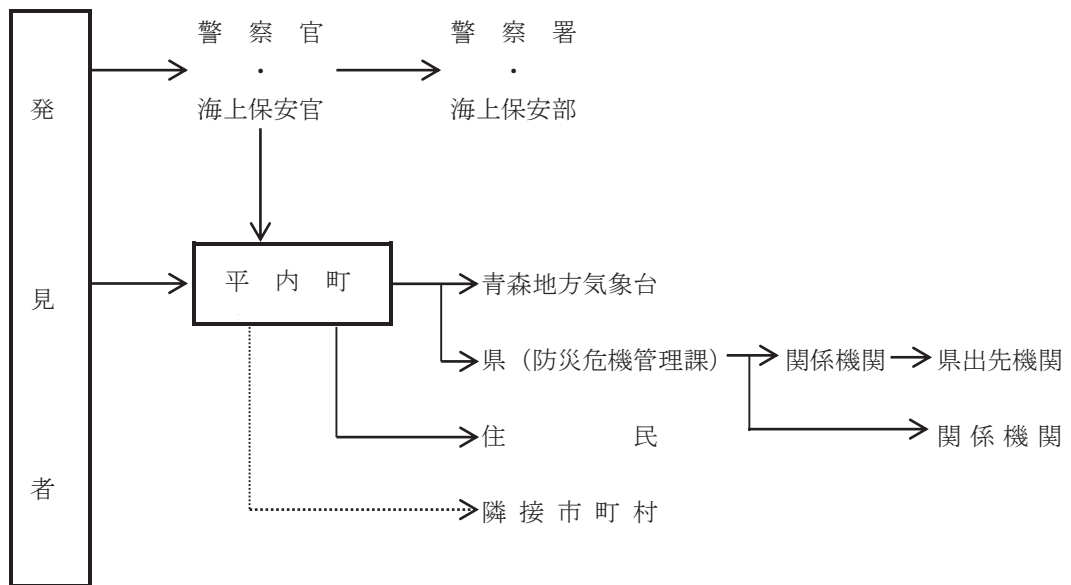 発見者
警察官
・
海上保安官
警察署
・
海上保安部
平内町
青森地方気象台
県（防災危機管理課）
関係機関
県出先機関
関係機関
住民
隣接市町村